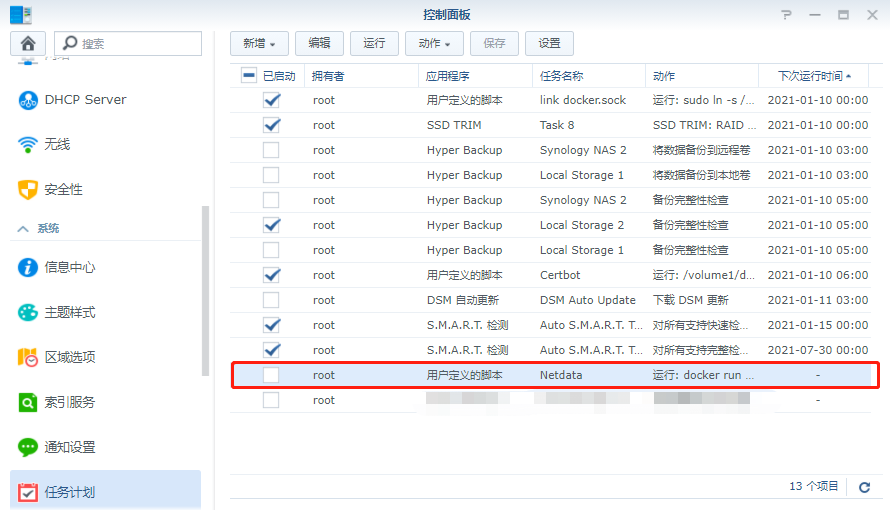 控制面板
搜索
新增 编辑 运行 动作 保存 设置
DHCP Server
无线
安全性
系统
信息中心
主题样式
区域选项
索引服务
通知设置
任务计划
已启动 拥有者 应用程序 任务名称 动作 下次运行时间
root 用户定义的脚本 link docker.sock 运行: sudo ln -s /... 2021-01-10 00:00
root SSD TRIM Task 8 SSD TRIM: RAID ... 2021-01-10 00:00
root Hyper Backup Synology NAS 2 将数据备份到远程卷 2021-01-10 03:00
root Hyper Backup Local Storage 1 将数据备份到本地卷 2021-01-10 03:00
root Hyper Backup Synology NAS 2 备份完整性检查 2021-01-10 05:00
root Hyper Backup Local Storage 2 备份完整性检查 2021-01-10 05:00
root Hyper Backup Local Storage 1 备份完整性检查 2021-01-10 05:00
root 用户定义的脚本 Certbot 运行: /volume1/d... 2021-01-10 06:00
root DSM 自动更新 DSM Auto Update 下载 DSM 更新 2021-01-11 03:00
root S.M.A.R.T. 检测 Auto S.M.A.R.T. T... 对所有支持快速检... 2021-01-15 00:00
root S.M.A.R.T. 检测 Auto S.M.A.R.T. T... 对所有支持完整检... 2021-07-30 00:00
root 用户定义的脚本 Netdata 运行: docker run ... -
root -
13 个项目